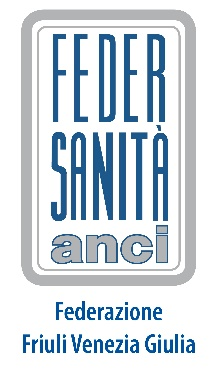 FEDER
SANITÀ
anci
Federazione
Friuli Venezia Giulia